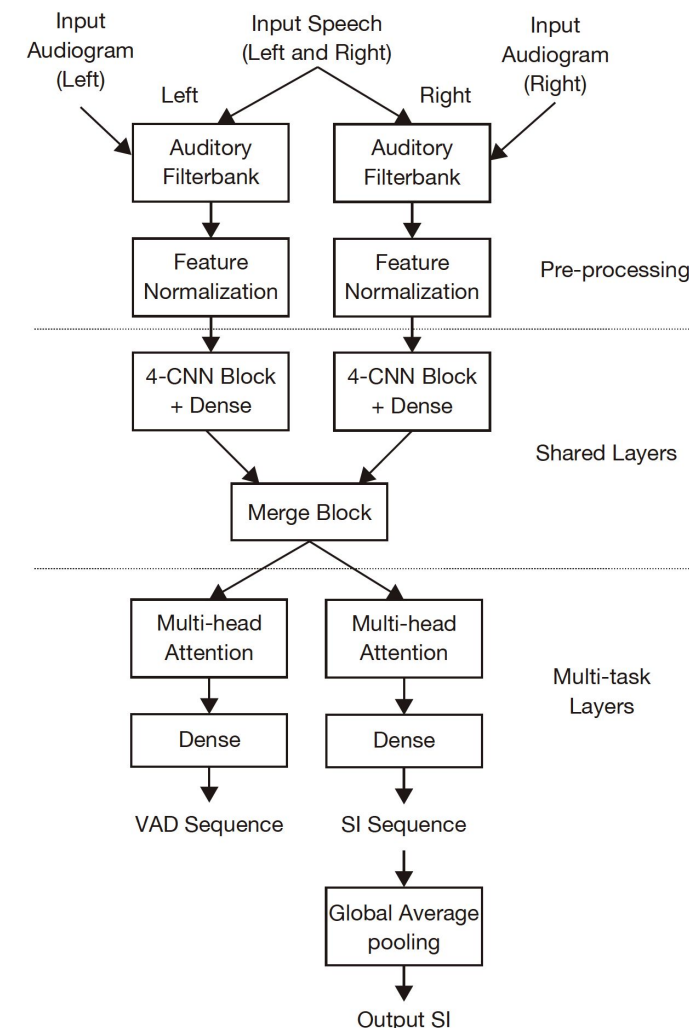 Input
Audiogram
(Left)
Input Speech
(Left and Right)
Input
Audiogram
(Right)
Left
Right
Auditory
Filterbank
Auditory
Filterbank
Feature
Normalization
Feature
Normalization
Pre-processing
4-CNN Block
+ Dense
4-CNN Block
+ Dense
Shared Layers
Merge Block
Multi-head
Attention
Multi-head
Attention
Multi-task
Layers
Dense
Dense
VAD Sequence
SI Sequence
Global Average
pooling
Output SI